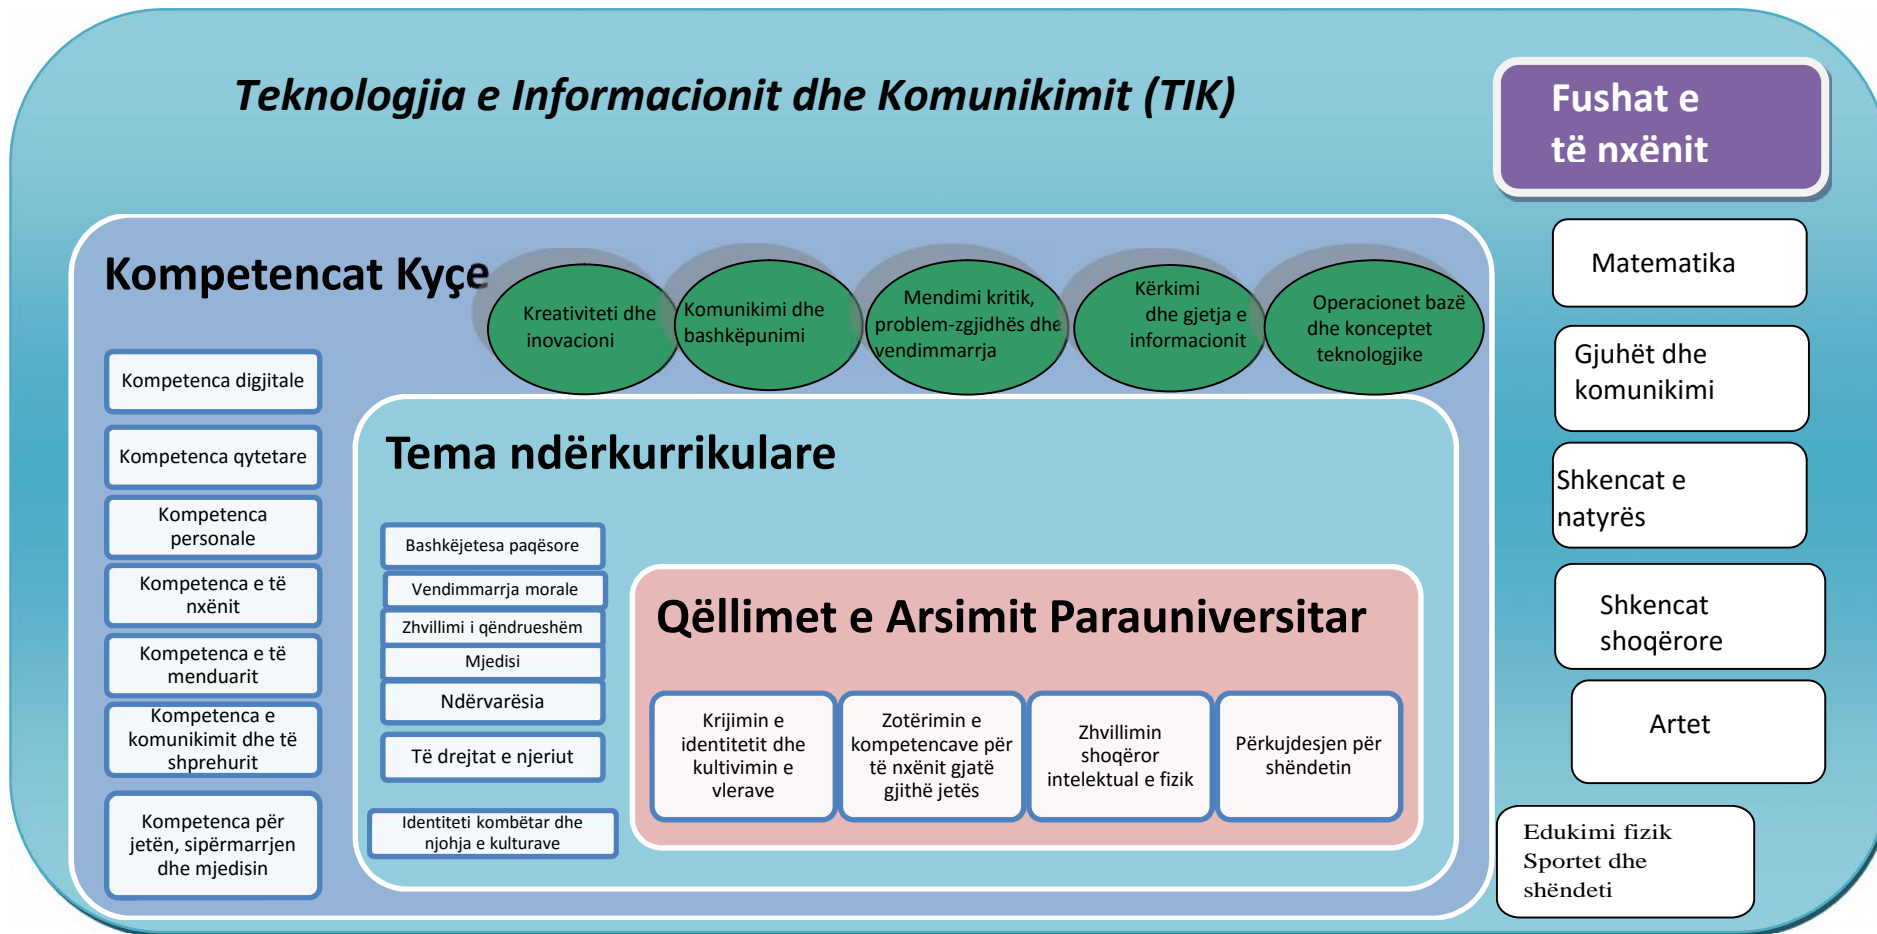 Teknologjia e Informacionit dhe Komunikimit (TIK)
Fushat e
të nxënit
Kompetencat Kyçe
Kreativiteti dhe
inovacioni
Komunikimi dhe
bashkëpunimi
Mendimi kritik,
problem-zgjidhës dhe
vendimmarrja
Kërkimi
dhe gjetja e
informacionit
Operacionet bazë
dhe konceptet
teknologjike
Kompetenca digjitale
Kompetenca qytetare
Kompetenca
personale
Kompetenca e të
nxënit
Kompetenca e të
menduarit
Kompetenca e
komunikimit dhe të
shprehurit
Kompetenca për
jetën, sipërmarrjen
dhe mjedisin
Tema ndërkurrikulare
Bashkëjetesa paqësore
Vendimmarrja morale
Zhvillimi i qëndrueshëm
Mjedisi
Ndërvarësia
Të drejtat e njeriut
Identiteti kombëtar dhe
njohja e kulturave
Qëllimet e Arsimit Parauniversitar
Krijimin e
identitetit dhe
kultivimin e
vlerave
Zotërimin e
kompetencave për
të nxënit gjatë
gjithë jetës
Zhvillimin
shoqëror
intelektual e fizik
Përkujdesjen për
shëndetin
Matematika
Gjuhët dhe
komunikimi
Shkencat e
natyrës
Shkencat
shoqërore
Artet
Edukimi fizik
Sportet dhe
shëndeti